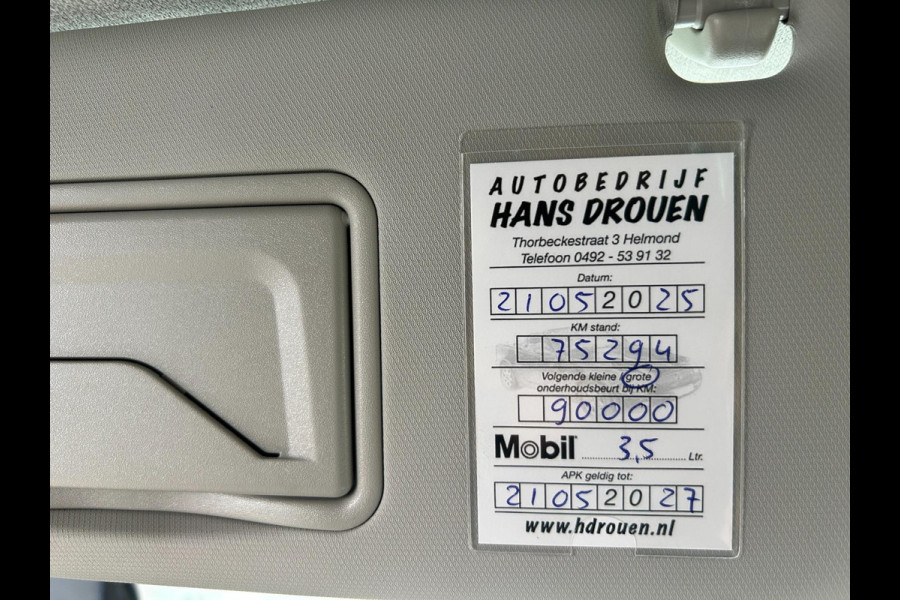 AUTOBEDRIJF
HANS DROUEN
Thorbeckestraat 3 Helmond
Telefoon 0492 - 53 91 32
Datum:
21052025
KM stand:
75294
Volgende kleine / grote
onderhoudsbeurt bij KM:
90000
Mobil 3,5 Ltr.
APK geldig tot:
21052027
www.hdrouen.nl